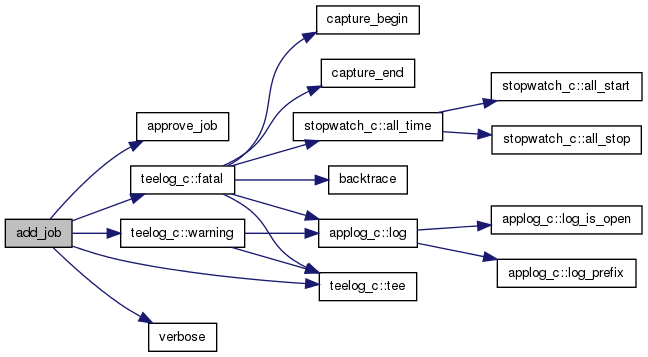 capture_begin
capture_end
stopwatch_c::all_start
stopwatch_c::all_time
approve_job
stopwatch_c::all_stop
teelog_c::fatal
backtrace
add_job
teelog_c::warning
applog_c::log
applog_c::log_is_open
applog_c::log_prefix
teelog_c::tee
verbose